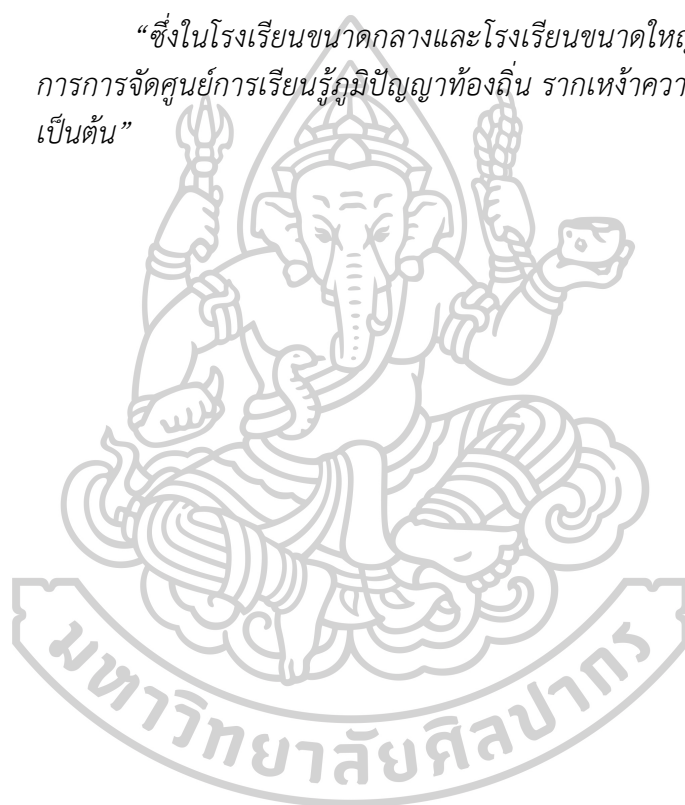 “ซึ่งในโรงเรียนขนาดกลางและโรงเรียนขนาดใหญ
การการจัดศูนย์การเรียนรู้ภูมิปัญญาท้องถิ่น รากเหง้าควา
เป็นต้น”
มหาวิทยาลัยศิลปากร